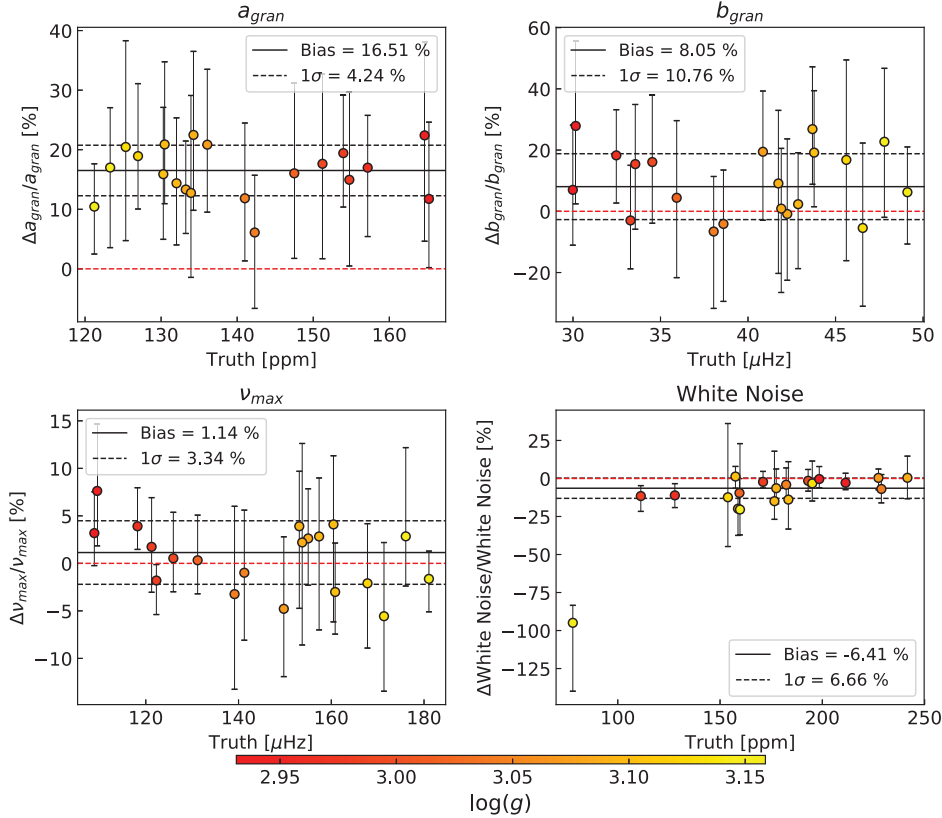 a_gran
b_gran
Δa_gran/a_gran [%]
40
30
20
10
0
Bias = 16.51 %
1σ = 4.24 %
120 130 140 150 160
Truth [ppm]
Δb_gran/b_gran [%]
60
40
20
0
−20
Bias = 8.05 %
1σ = 10.76 %
30 35 40 45 50
Truth [μHz]
ν_max
White Noise
Δν_max/ν_max [%]
15
10
5
0
−5
−10
Bias = 1.14 %
1σ = 3.34 %
120 140 160 180
Truth [μHz]
ΔWhite Noise/White Noise [%]
25
0
−25
−50
−75
−100
−125
Bias = -6.41 %
1σ = 6.66 %
100 150 200 250
Truth [ppm]
2.95 3.00 3.05 3.10 3.15
log(g)